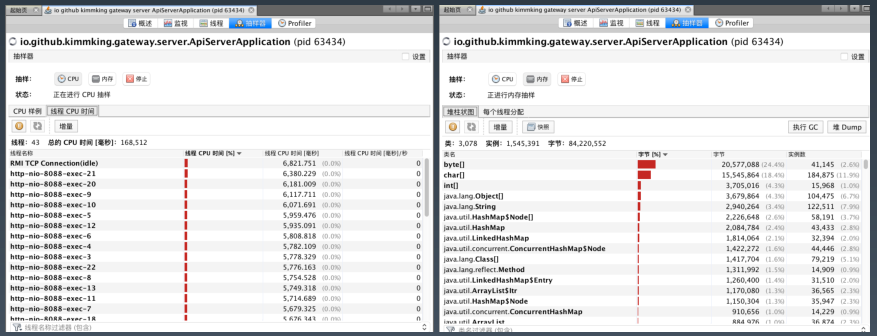 起始页
io.github.kimmking.gateway.server.ApiServerApplication (pid 63434)
概述 监视 线程 抽样器 Profiler
io.github.kimmking.gateway.server.ApiServerApplication (pid 63434)
抽样器 设置
抽样: CPU 内存 停止
状态: 正在进行 CPU 抽样
CPU 样例 线程 CPU 时间
增量
线程: 43 总的 CPU 时间 [毫秒]: 168,512
线程名称 线程 CPU 时间 [%] 线程 CPU 时间 [毫秒] 线程 CPU 时间 [毫秒]/秒
RMI TCP Connection(idle) 6,821.751 (0.0%) 0
http-nio-8088-exec-21 6,380.229 (0.0%) 0
http-nio-8088-exec-20 6,181.009 (0.0%) 0
http-nio-8088-exec-9 6,117.711 (0.0%) 0
http-nio-8088-exec-10 6,071.691 (0.0%) 0
http-nio-8088-exec-5 5,959.476 (0.0%) 0
http-nio-8088-exec-12 5,935.091 (0.0%) 0
http-nio-8088-exec-6 5,808.818 (0.0%) 0
http-nio-8088-exec-4 5,782.109 (0.0%) 0
http-nio-8088-exec-3 5,778.329 (0.0%) 0
http-nio-8088-exec-22 5,776.163 (0.0%) 0
http-nio-8088-exec-8 5,754.528 (0.0%) 0
http-nio-8088-exec-13 5,749.318 (0.0%) 0
http-nio-8088-exec-11 5,714.689 (0.0%) 0
http-nio-8088-exec-7 5,679.325 (0.0%) 0
http-nio-8088-exec-18 5,676.343 (0.0%) 0
线程名称过滤器 (包含)
起始页
io.github.kimmking.gateway.server.ApiServerApplication (pid 63434)
概述 监视 线程 抽样器 Profiler
io.github.kimmking.gateway.server.ApiServerApplication (pid 63434)
抽样器 设置
抽样: CPU 内存 停止
状态: 正进行内存抽样
堆柱状图 每个线程分配
增量 快照 执行 GC 堆 Dump
类: 3,078 实例: 1,545,391 字节: 84,220,552
类名 字节 [%] 字节 实例数
byte[] 20,577,088 (24.4%) 41,145 (2.6%)
char[] 15,545,864 (18.4%) 184,875 (11.9%)
int[] 3,705,016 (4.3%) 15,968 (1.0%)
java.lang.Object[] 3,679,864 (4.3%) 104,475 (6.7%)
java.lang.String 2,940,264 (3.4%) 122,511 (7.9%)
java.util.HashMap$Node[] 2,226,648 (2.6%) 58,191 (3.7%)
java.util.HashMap 2,084,784 (2.4%) 43,433 (2.8%)
java.util.LinkedHashMap 1,814,064 (2.1%) 32,394 (2.0%)
java.util.concurrent.ConcurrentHashMap$Node 1,422,272 (1.6%) 44,446 (2.8%)
java.lang.Class[] 1,417,704 (1.6%) 79,219 (5.1%)
java.lang.reflect.Method 1,311,992 (1.5%) 14,909 (0.9%)
java.util.LinkedHashMap$Entry 1,260,400 (1.4%) 31,510 (2.0%)
java.util.ArrayList$Itr 1,170,080 (1.3%) 36,565 (2.3%)
java.util.HashMap$Node 1,150,304 (1.3%) 35,947 (2.3%)
java.util.concurrent.ConcurrentHashMap 910,656 (1.0%) 14,229 (0.9%)
java.util.ArrayList 884,976 (1.0%) 36,874 (2.3%)
类名过滤器 (包含)